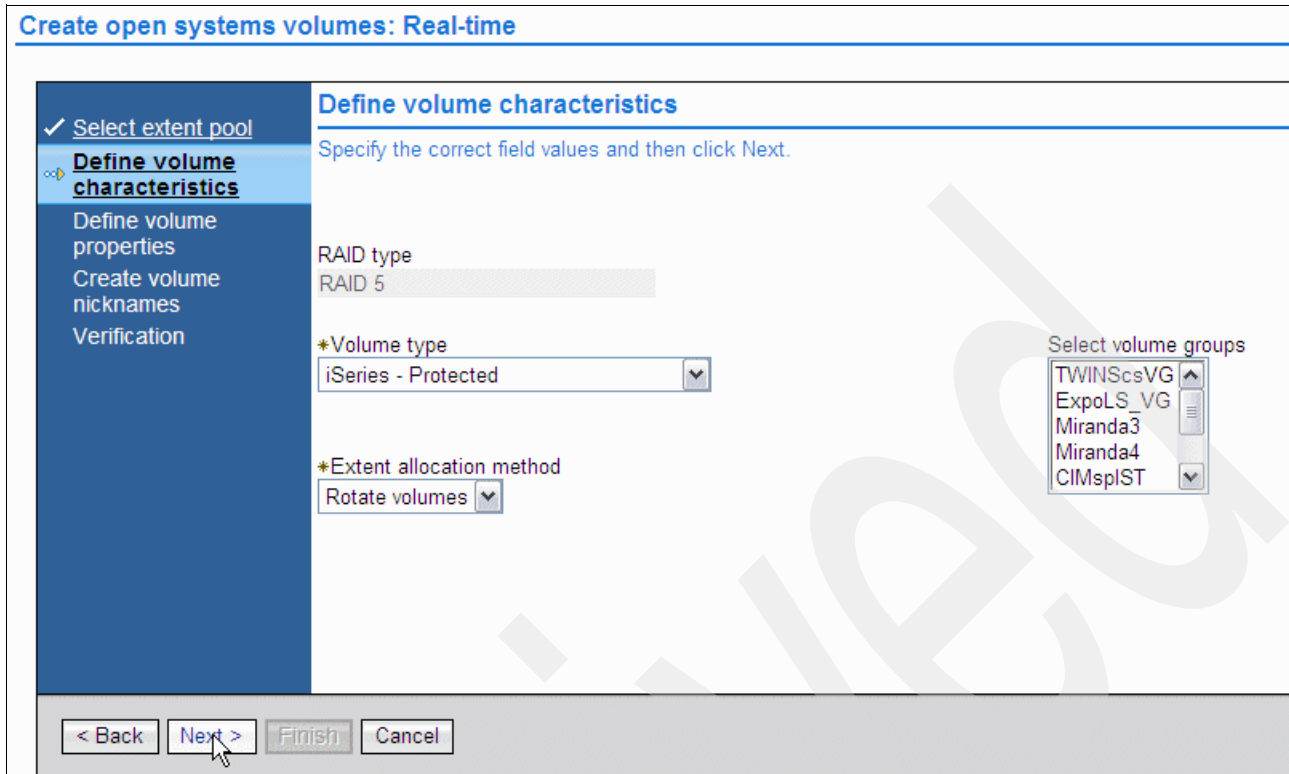 Create open systems volumes: Real-time
Select extent pool
Define volume
characteristics
Define volume
properties
Create volume
nicknames
Verification
Define volume characteristics
Specify the correct field values and then click Next.
RAID type
RAID 5
*Volume type
iSeries - Protected
*Extent allocation method
Rotate volumes
Select volume groups
TWINScsVG
ExpoLS_VG
Miranda3
Miranda4
CIMspIST
< Back
Next >
Finish
Cancel